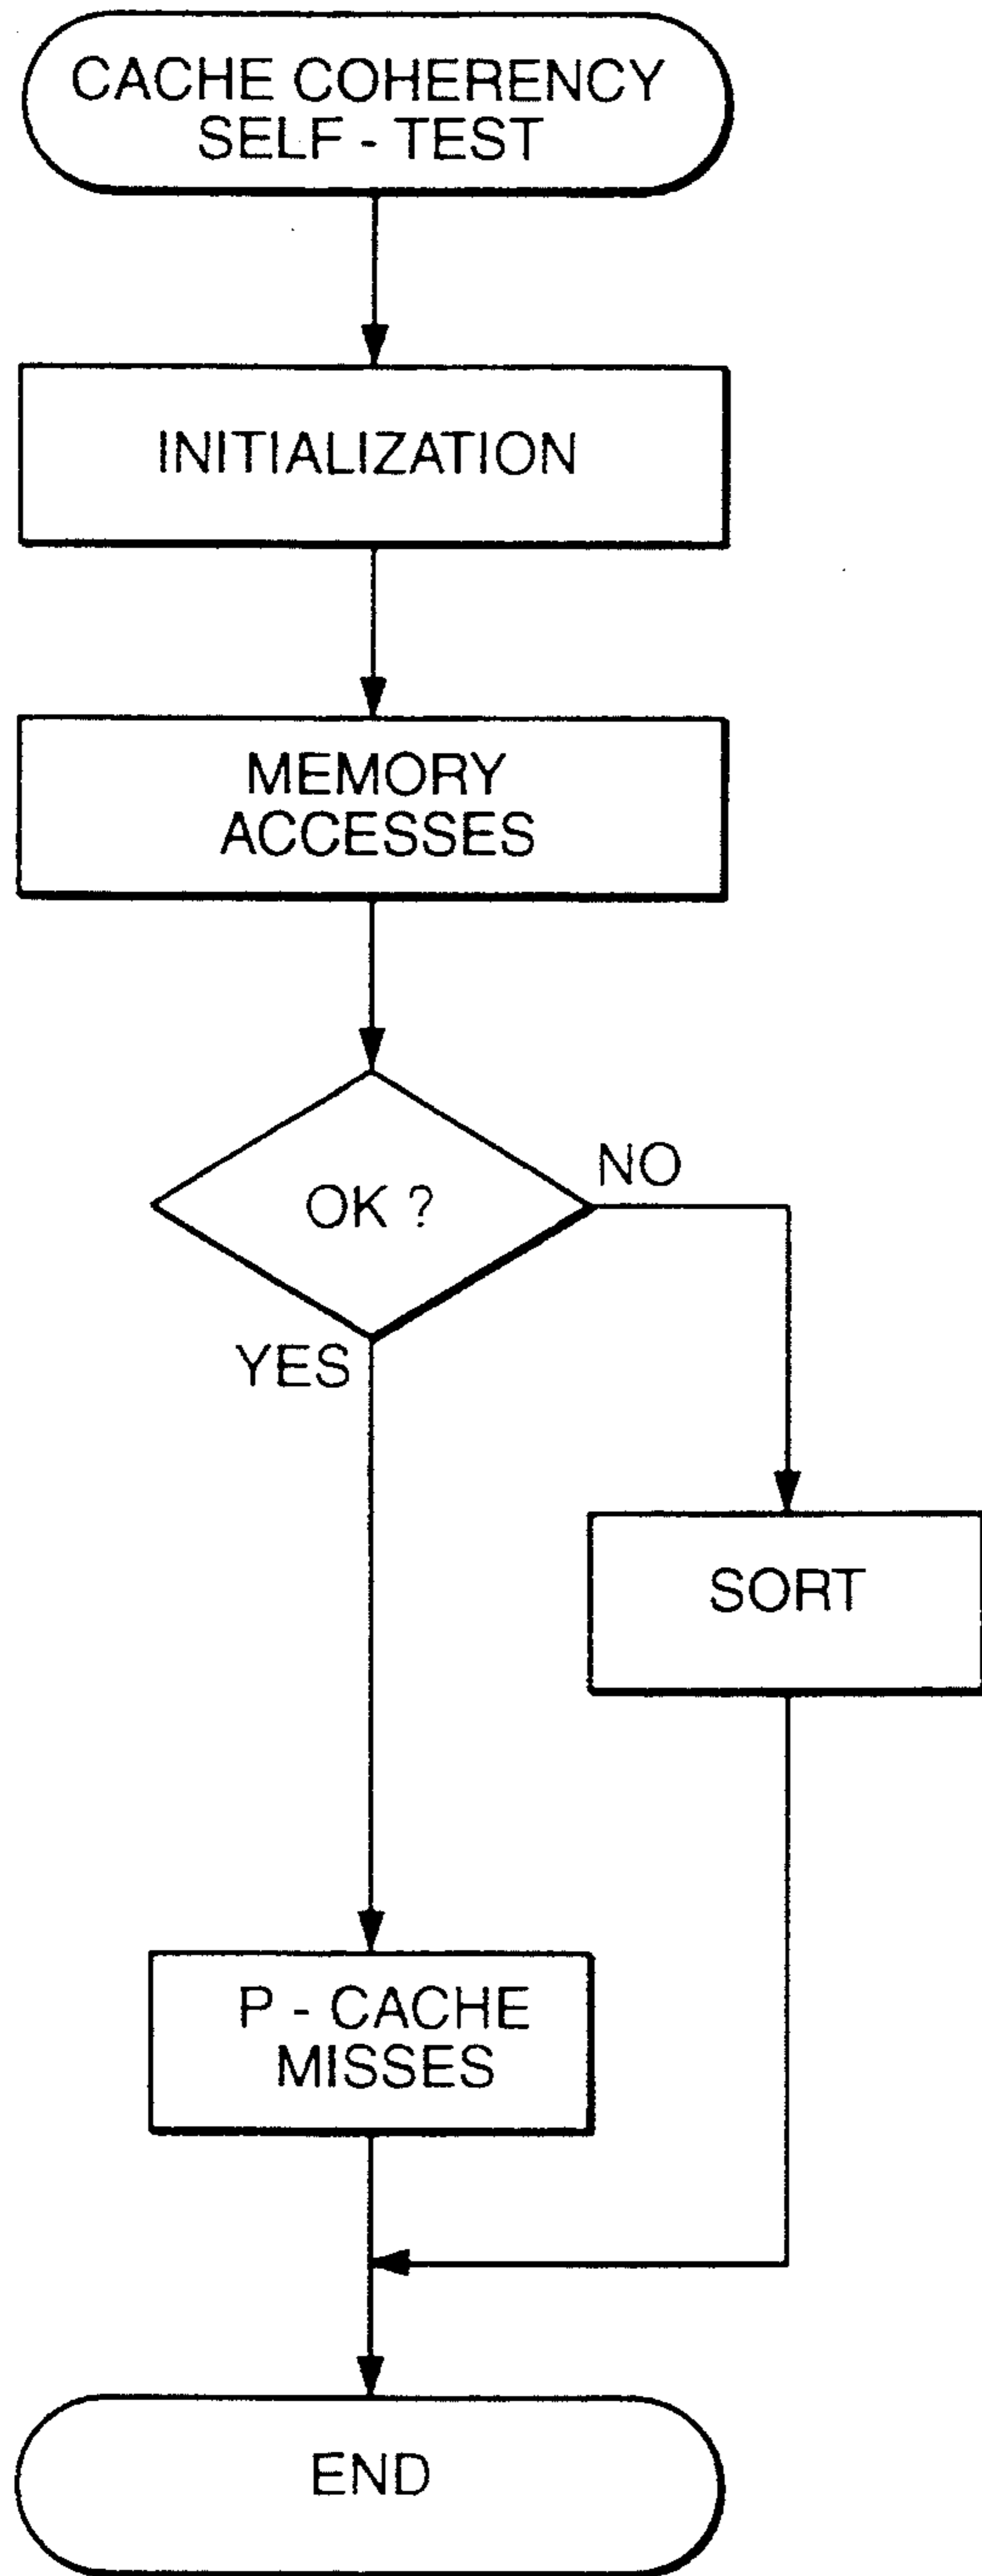 CACHE COHERENCY
SELF - TEST
INITIALIZATION
MEMORY
ACCESSES
OK ?
NO
YES
SORT
P - CACHE
MISSES
END